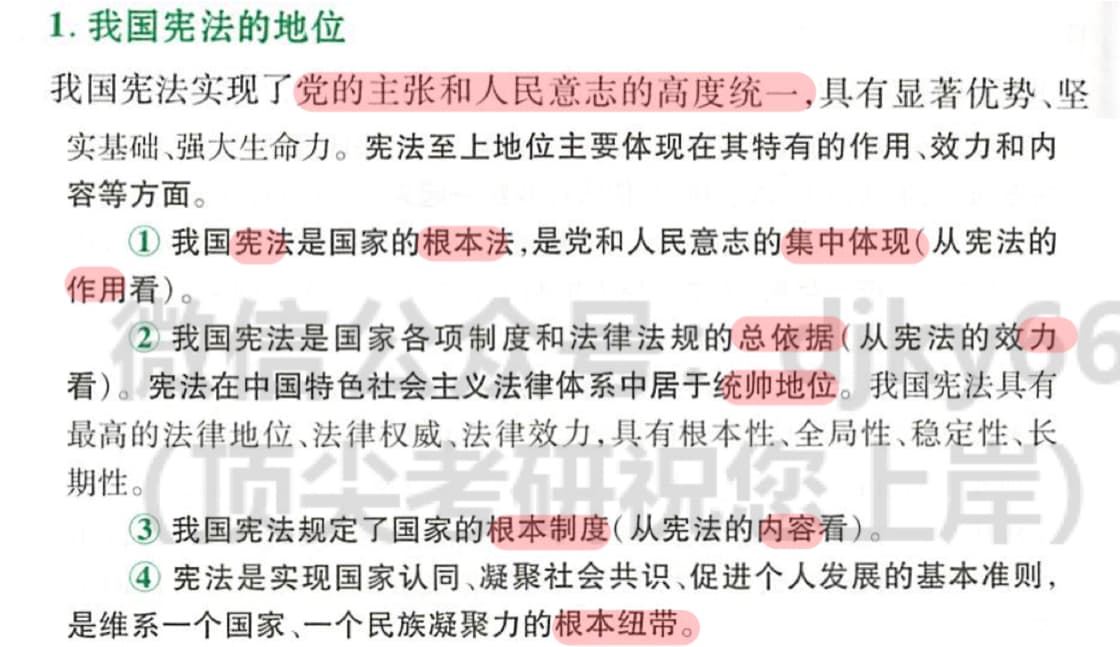 1. 我国宪法的地位
我国宪法实现了党的主张和人民意志的高度统一,具有显著优势、坚
实基础、强大生命力。宪法至上地位主要体现在其特有的作用、效力和内
容等方面。
① 我国宪法是国家的根本法,是党和人民意志的集中体现(从宪法的
作用看)。
② 我国宪法是国家各项制度和法律法规的总依据(从宪法的效力
看)。宪法在中国特色社会主义法律体系中居于统帅地位。我国宪法具有
最高的法律地位、法律权威、法律效力,具有根本性、全局性、稳定性、长
期性。
③ 我国宪法规定了国家的根本制度(从宪法的内容看)。
④ 宪法是实现国家认同、凝聚社会共识、促进个人发展的基本准则,
是维系一个国家、一个民族凝聚力的根本纽带。
微信公众号:djky66
(顶尖考研祝您上岸)